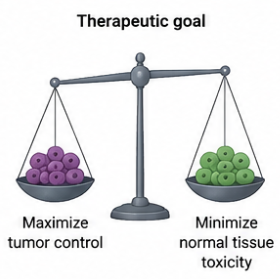 Therapeutic goal
Maximize
tumor control
Minimize
normal tissue
toxicity